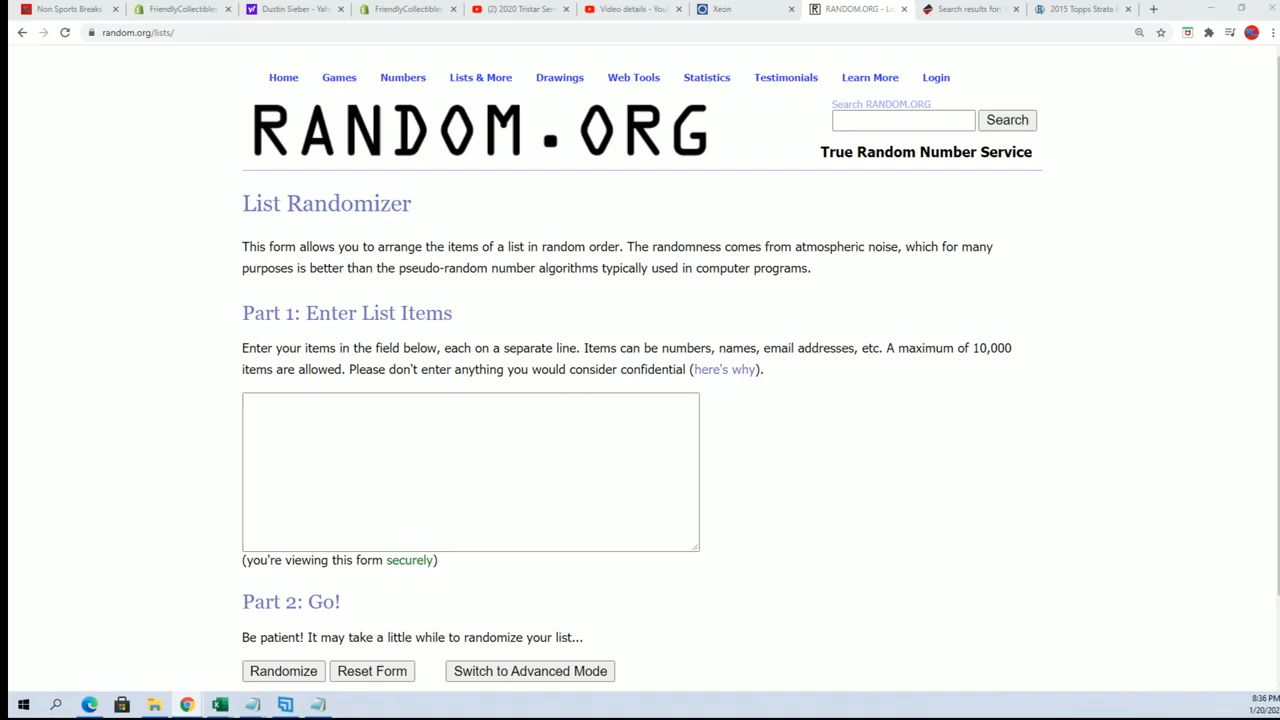 Non Sports Breaks
FriendlyCollectibles
Dustin Sieber - Yah
FriendlyCollectibles
(2) 2020 Tristar Ser
Video details - You
Xeon
RANDOM.ORG - Li
Search results for:
2015 Topps Strata
random.org/lists/
Home Games Numbers Lists & More Drawings Web Tools Statistics Testimonials Learn More Login
RANDOM.ORG
Search RANDOM.ORG
Search
True Random Number Service
List Randomizer
This form allows you to arrange the items of a list in random order. The randomness comes from atmospheric noise, which for many
purposes is better than the pseudo-random number algorithms typically used in computer programs.
Part 1: Enter List Items
Enter your items in the field below, each on a separate line. Items can be numbers, names, email addresses, etc. A maximum of 10,000
items are allowed. Please don't enter anything you would consider confidential (here's why).
(you're viewing this form securely)
Part 2: Go!
Be patient! It may take a little while to randomize your list...
Randomize Reset Form Switch to Advanced Mode
8:36 PM
1/20/202